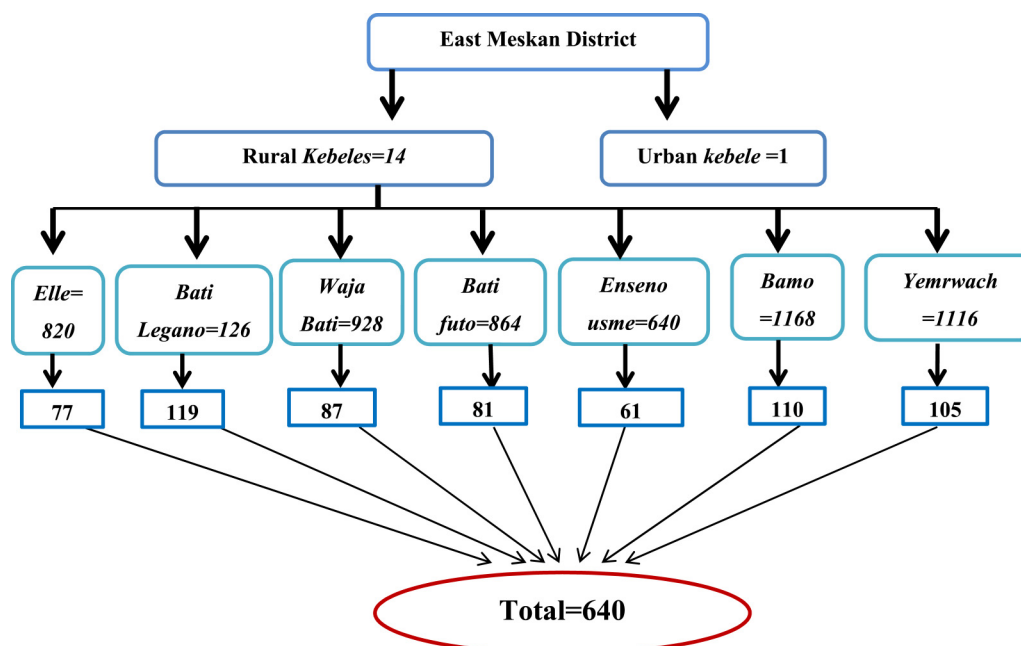 East Meskan District
Rural Kebeles=14
Urban kebele =1
Elle=
820
Bati
Legano=126
Waja
Bati=928
Bati
futo=864
Enseno
usme=640
Bamo
=1168
Yemrwach
=1116
77
119
87
81
61
110
105
Total=640